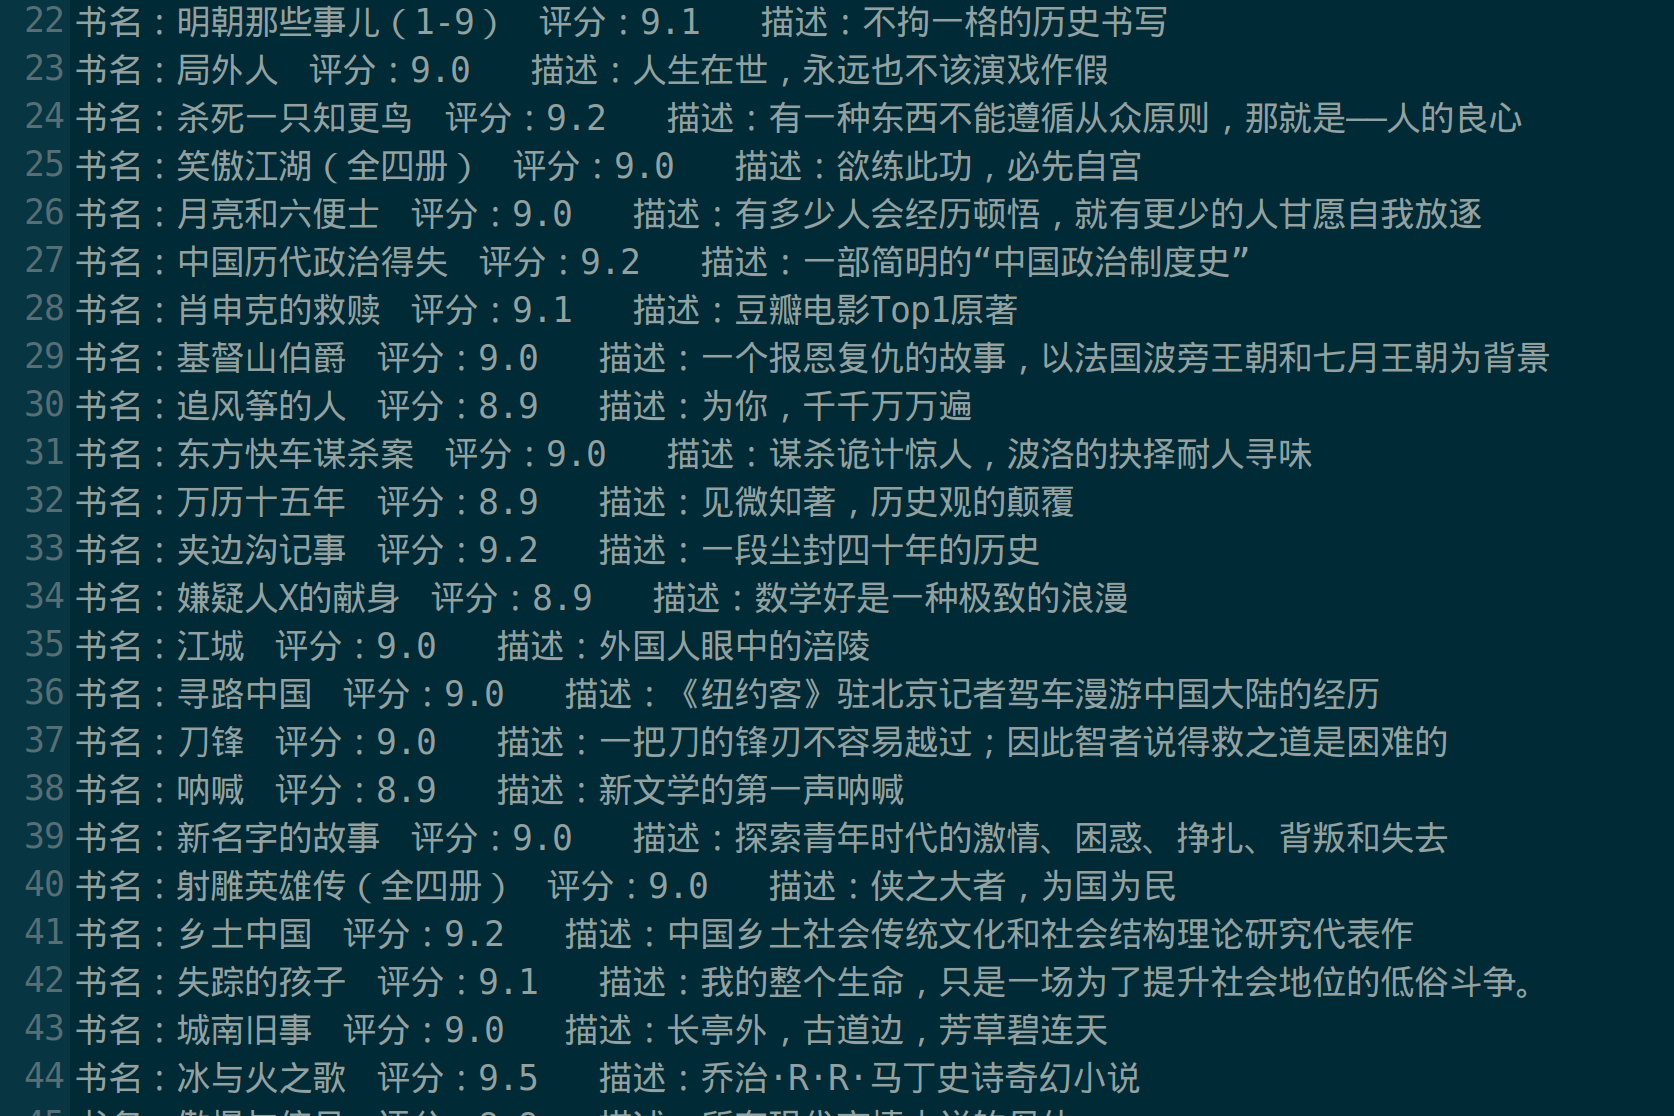 22 书名：明朝那些事儿（1-9） 评分：9.1 描述：不拘一格的历史书写
23 书名：局外人 评分：9.0 描述：人生在世，永远也不该演戏作假
24 书名：杀死一只知更鸟 评分：9.2 描述：有一种东西不能遵循从众原则，那就是——人的良心
25 书名：笑傲江湖（全四册） 评分：9.0 描述：欲练此功，必先自宫
26 书名：月亮和六便士 评分：9.0 描述：有多少人会经历顿悟，就有更少的人甘愿自我放逐
27 书名：中国历代政治得失 评分：9.2 描述：一部简明的“中国政治制度史”
28 书名：肖申克的救赎 评分：9.1 描述：豆瓣电影Top1原著
29 书名：基督山伯爵 评分：9.0 描述：一个报恩复仇的故事，以法国波旁王朝和七月王朝为背景
30 书名：追风筝的人 评分：8.9 描述：为你，千千万万遍
31 书名：东方快车谋杀案 评分：9.0 描述：谋杀诡计惊人，波洛的抉择耐人寻味
32 书名：万历十五年 评分：8.9 描述：见微知著，历史观的颠覆
33 书名：夹边沟记事 评分：9.2 描述：一段尘封四十年的历史
34 书名：嫌疑人X的献身 评分：8.9 描述：数学好是一种极致的浪漫
35 书名：江城 评分：9.0 描述：外国人眼中的涪陵
36 书名：寻路中国 评分：9.0 描述：《纽约客》驻北京记者驾车漫游中国大陆的经历
37 书名：刀锋 评分：9.0 描述：一把刀的锋刃不容易越过；因此智者说得救之道是困难的
38 书名：呐喊 评分：8.9 描述：新文学的第一声呐喊
39 书名：新名字的故事 评分：9.0 描述：探索青年时代的激情、困惑、挣扎、背叛和失去
40 书名：射雕英雄传（全四册） 评分：9.0 描述：侠之大者，为国为民
41 书名：乡土中国 评分：9.2 描述：中国乡土社会传统文化和社会结构理论研究代表作
42 书名：失踪的孩子 评分：9.1 描述：我的整个生命，只是一场为了提升社会地位的低俗斗争。
43 书名：城南旧事 评分：9.0 描述：长亭外，古道边，芳草碧连天
44 书名：冰与火之歌 评分：9.5 描述：乔治·R·R·马丁史诗奇幻小说